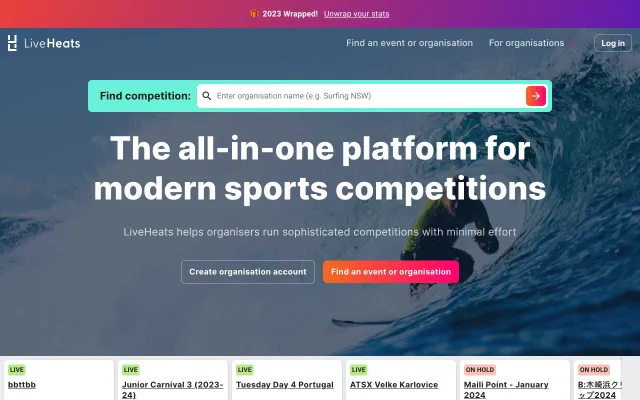 2023 Wrapped! Unwrap your stats
LiveHeats
Find an event or organisation
For organisations
Log in
Find competition:
Enter organisation name (e.g. Surfing NSW)
The all-in-one platform for
modern sports competitions
LiveHeats helps organisers run sophisticated competitions with minimal effort
Create organisation account
Find an event or organisation
LIVE
bbttbb
LIVE
Junior Carnival 3 (2023-
24)
LIVE
Tuesday Day 4 Portugal
LIVE
ATSX Velke Karlovice
ON HOLD
Maili Point - January
2024
ON HOLD
B:木崎浜ク
ップ2024